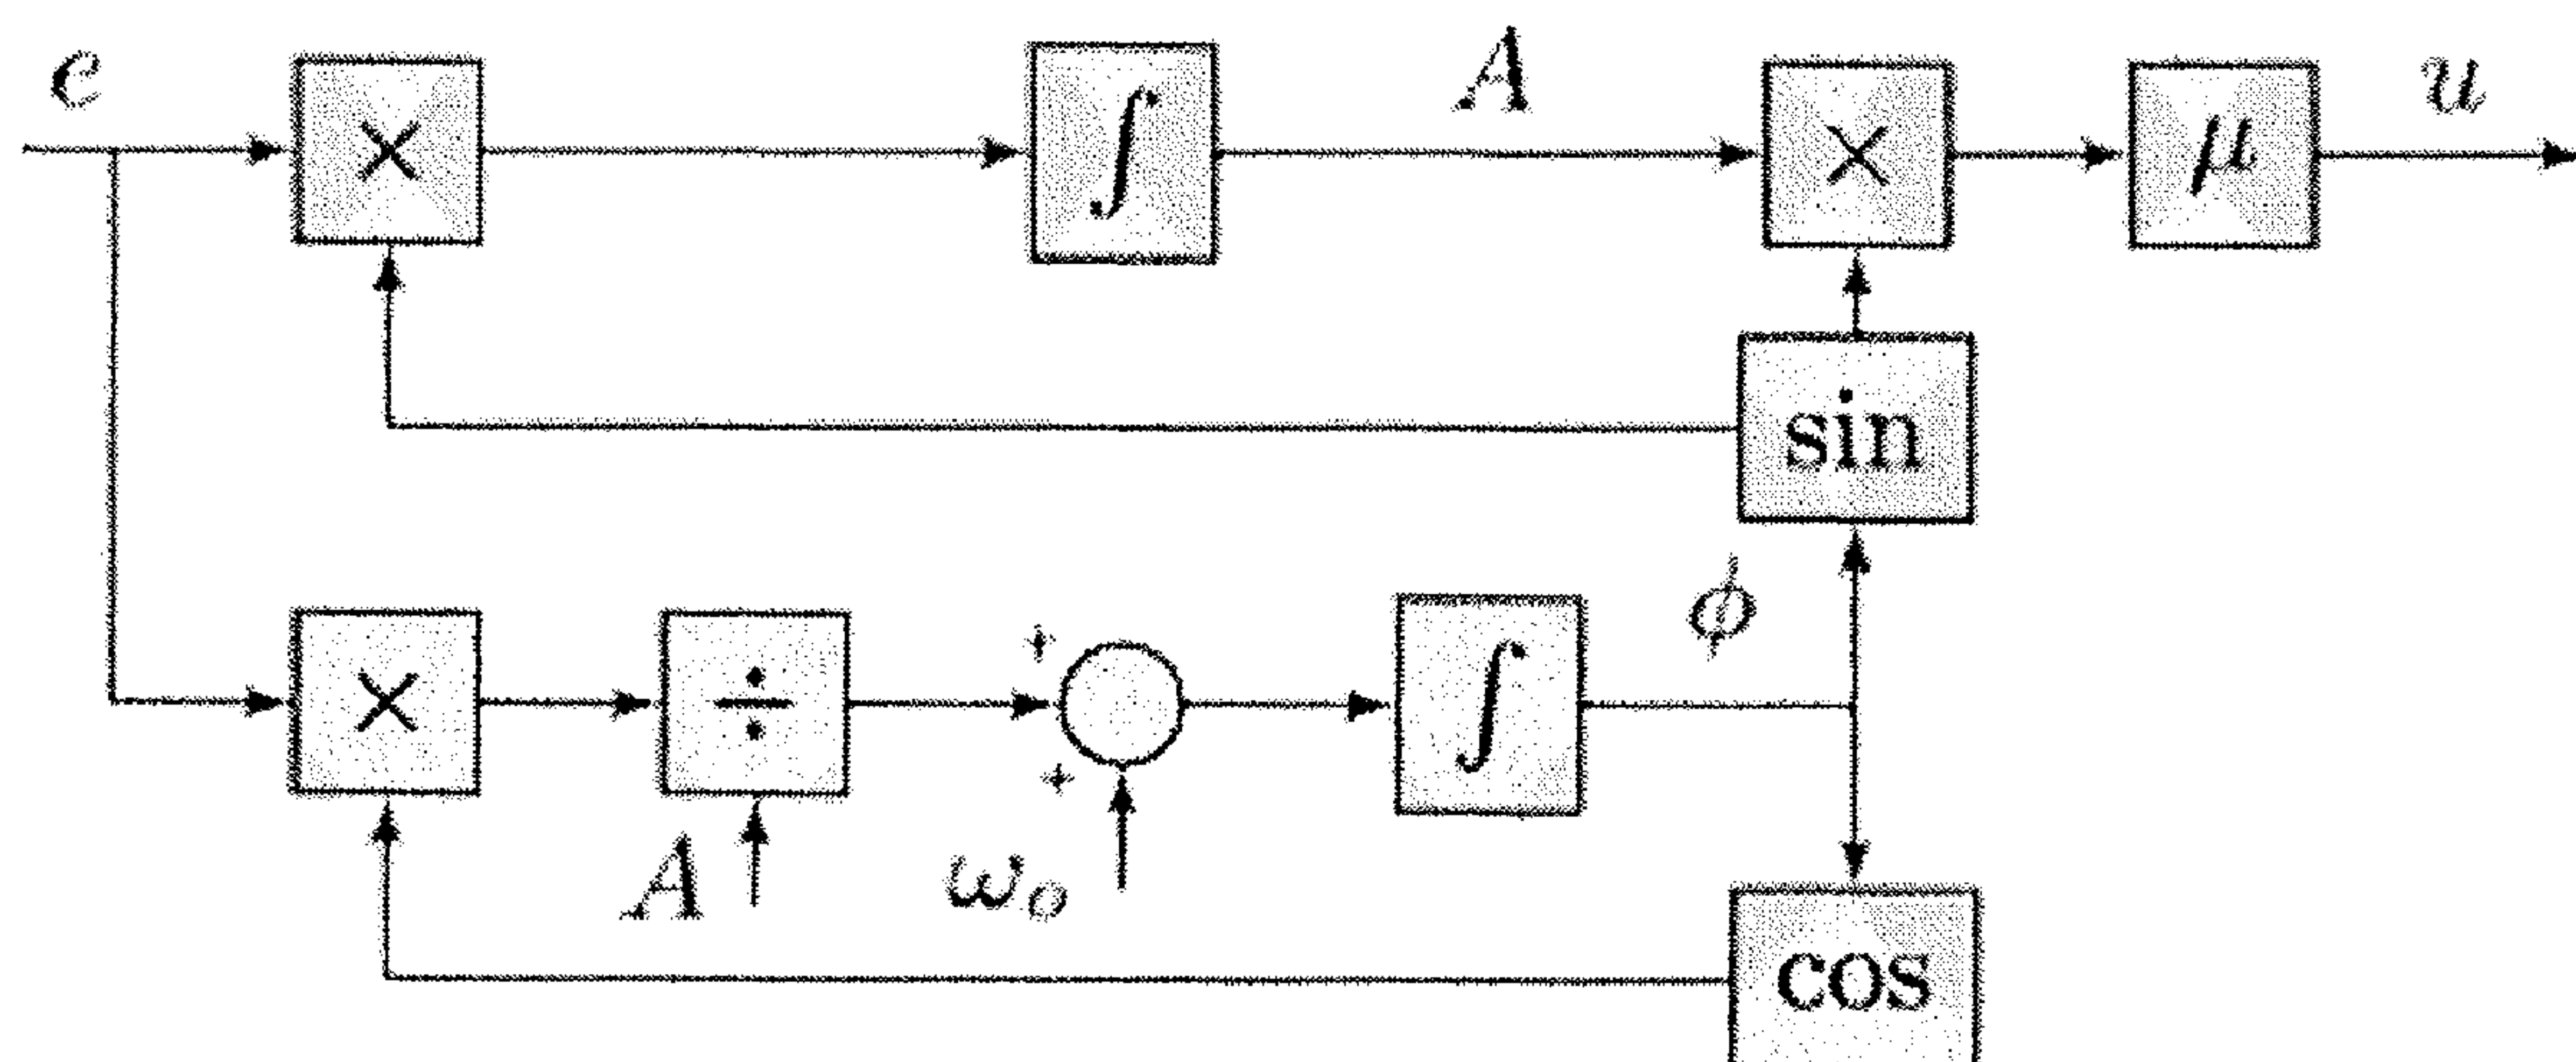 e × ∫ A × μ u
sin
ϕ
× ÷ + + ∫
A ω₀
cos